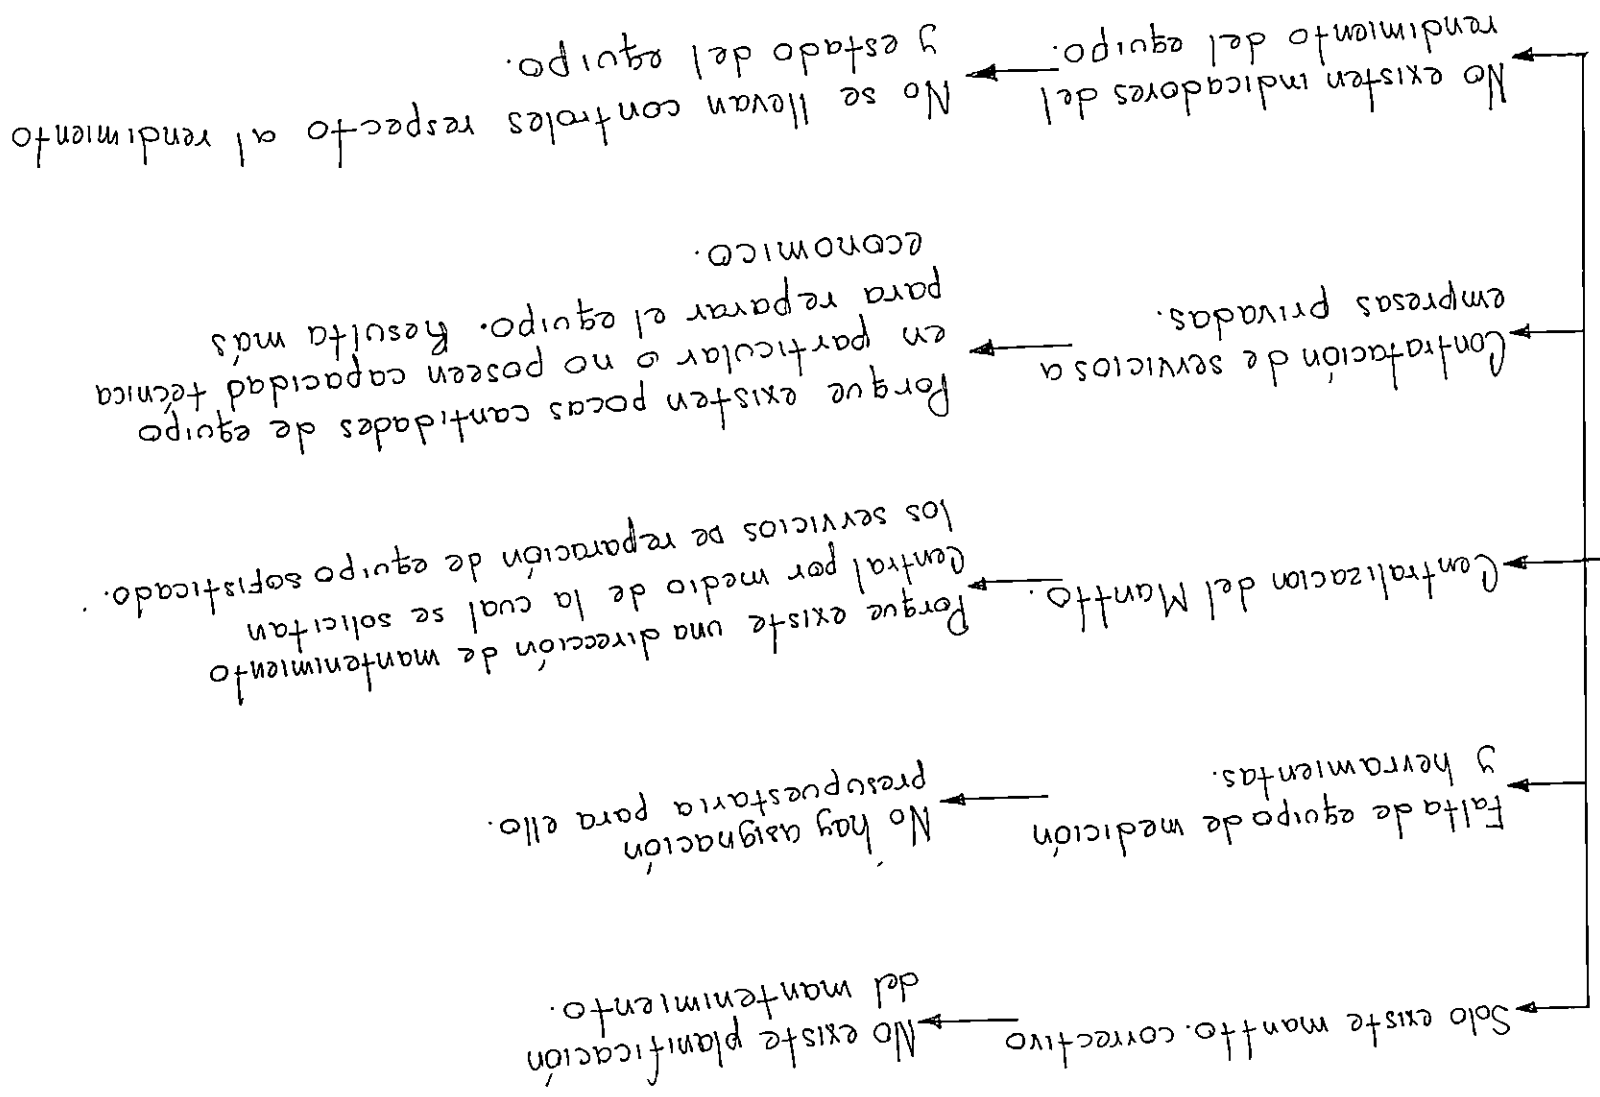 Solo existe mantto. correctivo
No existe planificación
del mantenimiento.
Falta de equipo de medición
y herramientas.
No hay asignación
presupuestaria para ello.
Centralizacion del Mantto.
Porque existe una dirección de mantenimiento
Central por medio de la cual se solicitan
los servicios DE reparación de equipo sofisticado.
Contratación de servicios a
empresas privadas.
Porque existen pocas cantidades de equipo
en particular o no poseen capacidad técnica
para reparar el equipo. Resulta más
economico.
No existen indicadores del
rendimiento del equipo.
No se llevan controles respecto al rendimiento
y estado del equipo.